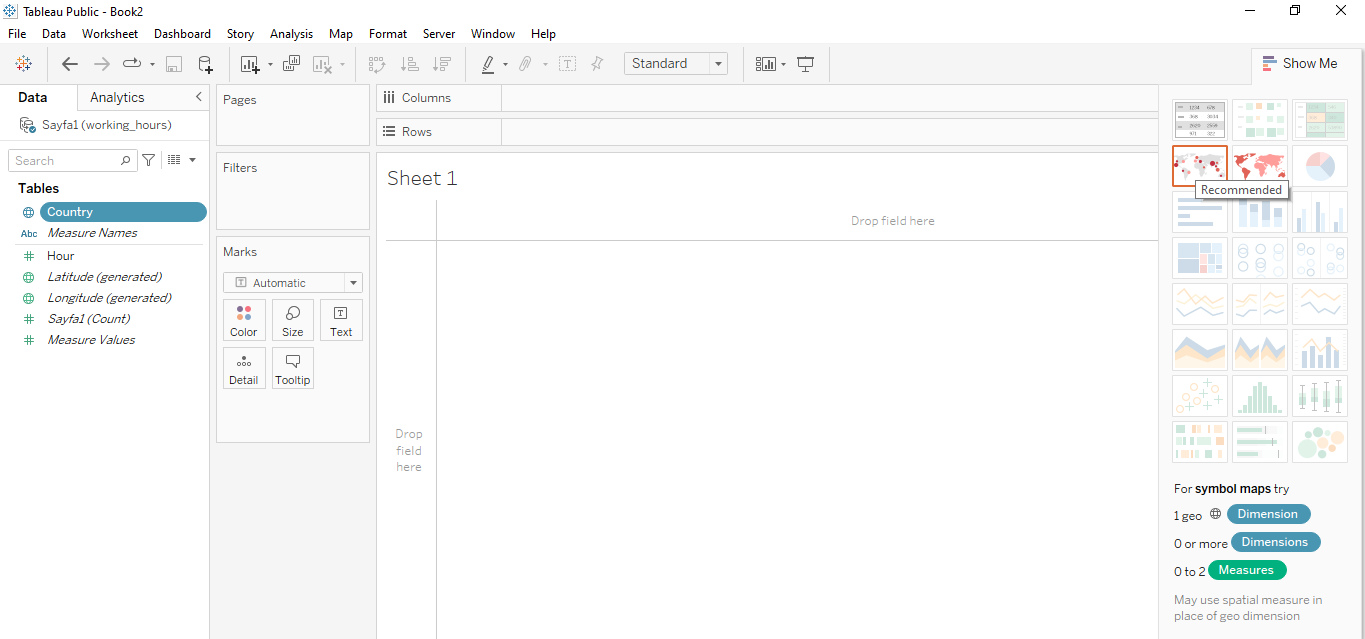 Tableau Public - Book2
File Data Worksheet Dashboard Story Analysis Map Format Server Window Help
Standard
Show Me
Data Analytics
Sayfa1 (working_hours)
Search
Tables
Country
Abc Measure Names
Hour
Latitude (generated)
Longitude (generated)
Sayfa1 (Count)
Measure Values
Pages
Filters
Marks
Automatic
Color Size Text
Detail Tooltip
Columns
Rows
Sheet 1
Drop field here
Drop
field
here
Recommended
For symbol maps try
1 geo Dimension
0 or more Dimensions
0 to 2 Measures
May use spatial measure in
place of geo dimension